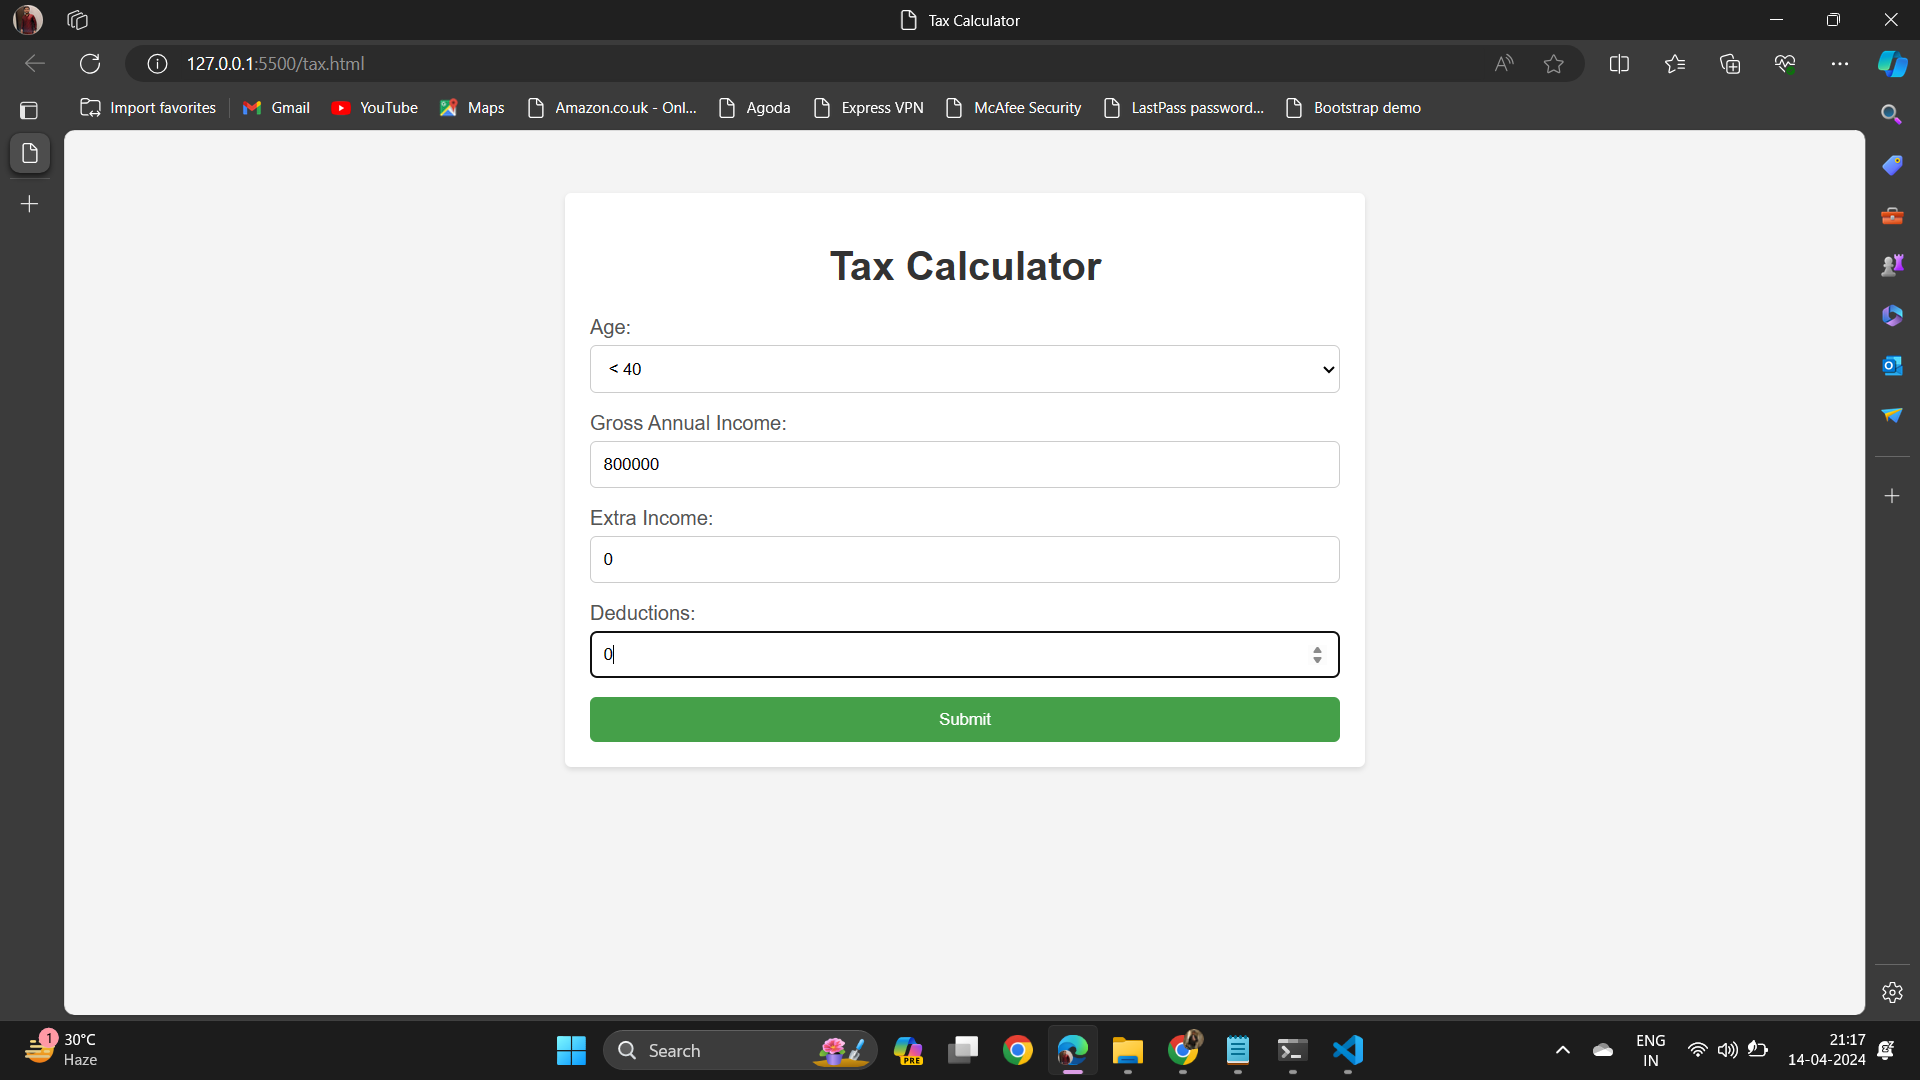 Tax Calculator
127.0.0.1:5500/tax.html
Import favorites
Gmail
YouTube
Maps
Amazon.co.uk - Onl...
Agoda
Express VPN
McAfee Security
LastPass password...
Bootstrap demo
Tax Calculator
Age:
< 40
Gross Annual Income:
800000
Extra Income:
0
Deductions:
0
Submit
1
30°C
Haze
Search
PRE
ENG
IN
21:17
14-04-2024